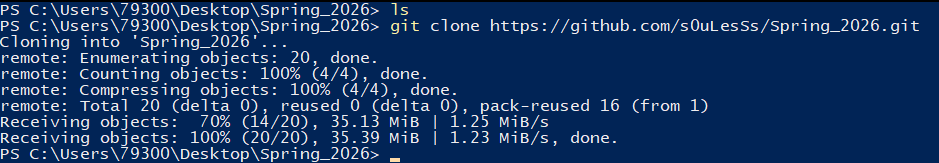 PS C:\Users\79300\Desktop\Spring_2026> ls
PS C:\Users\79300\Desktop\Spring_2026> git clone https://github.com/s0uLesSs/Spring_2026.git
Cloning into 'Spring_2026'...
remote: Enumerating objects: 20, done.
remote: Counting objects: 100% (4/4), done.
remote: Compressing objects: 100% (4/4), done.
remote: Total 20 (delta 0), reused 0 (delta 0), pack-reused 16 (from 1)
Receiving objects:  70% (14/20), 35.13 MiB | 1.25 MiB/s
Receiving objects: 100% (20/20), 35.39 MiB | 1.23 MiB/s, done.
PS C:\Users\79300\Desktop\Spring_2026>